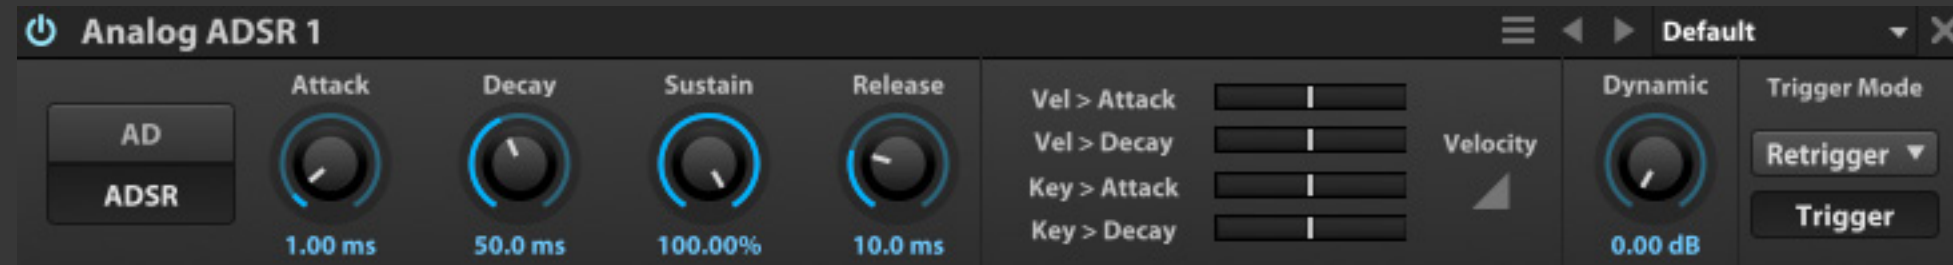 Analog ADSR 1
Default
AD
ADSR
Attack
1.00 ms
Decay
50.0 ms
Sustain
100.00%
Release
10.0 ms
Vel > Attack
Vel > Decay
Key > Attack
Key > Decay
Velocity
Dynamic
0.00 dB
Trigger Mode
Retrigger
Trigger